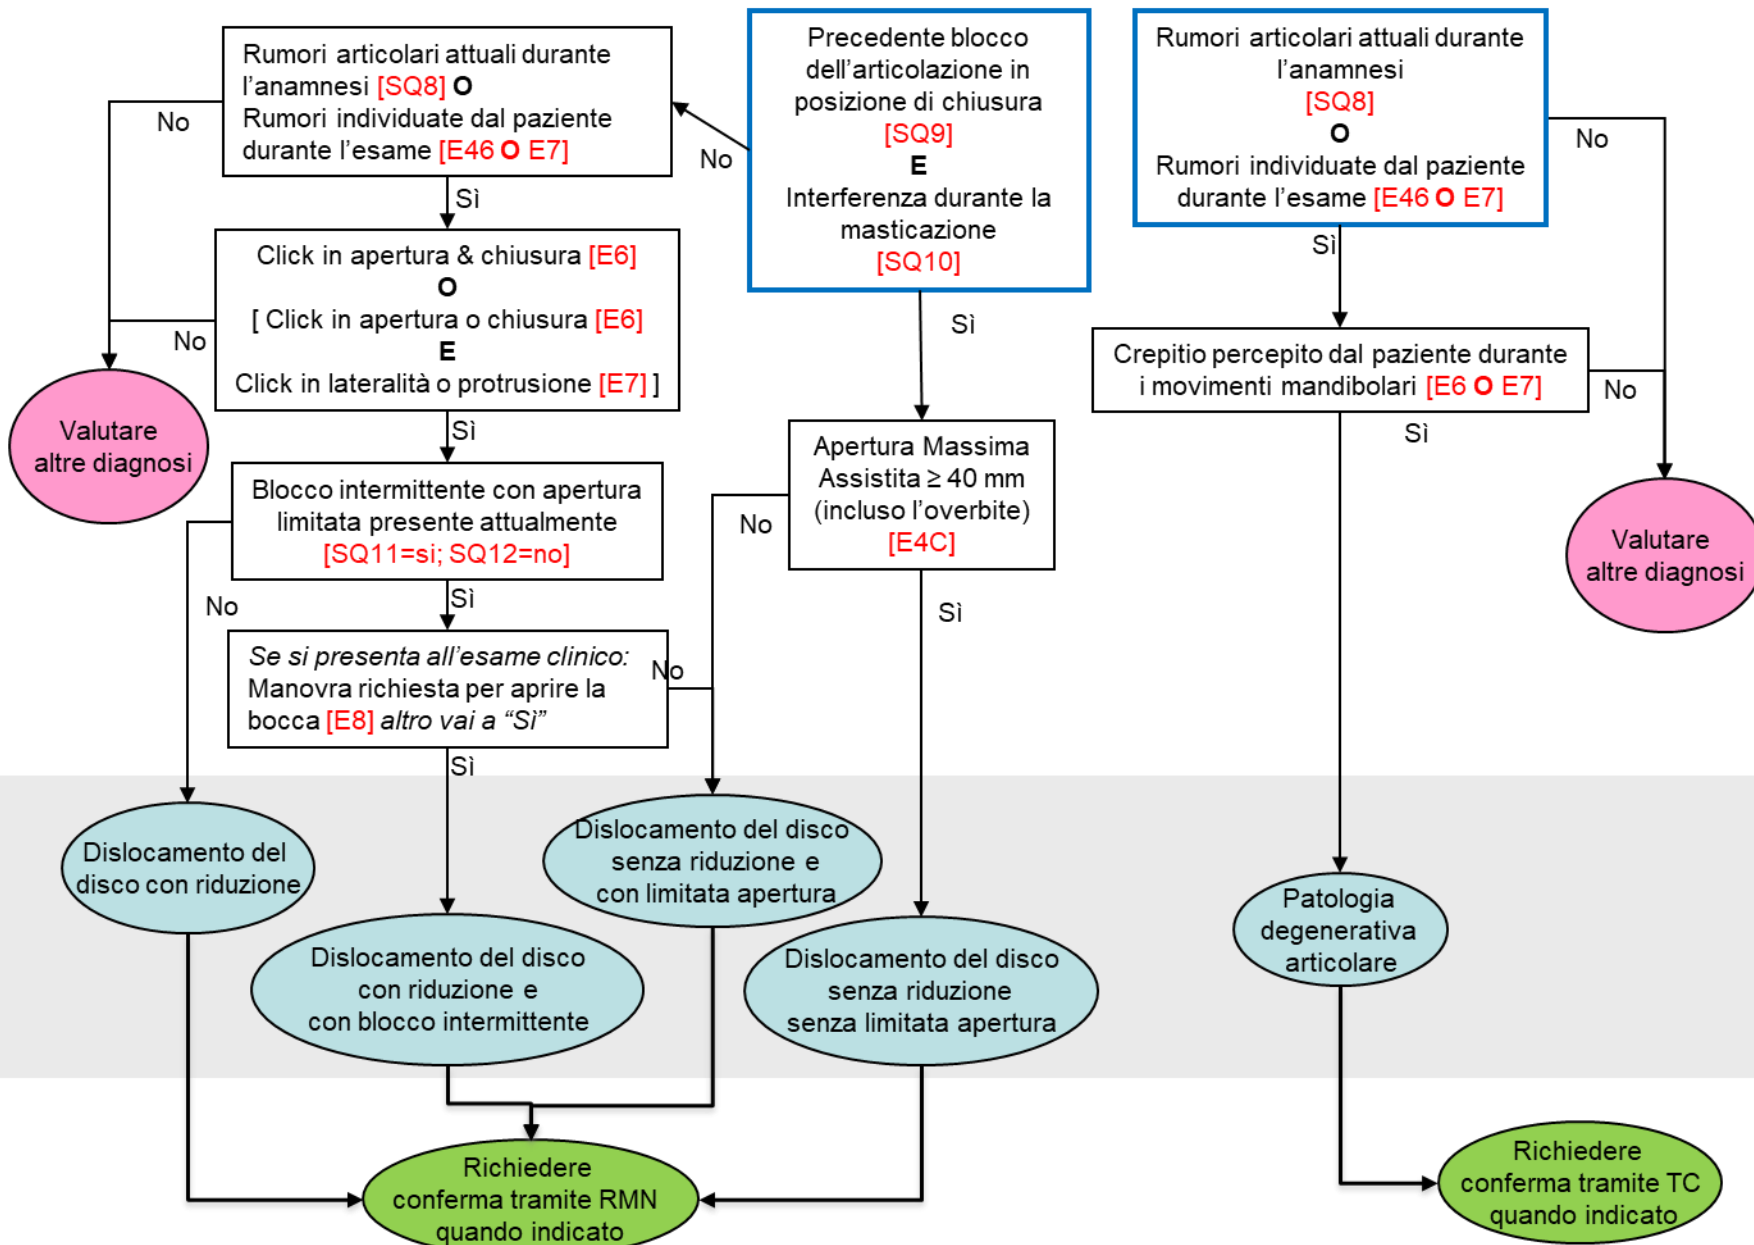 Rumori articolari attuali durante
l'anamnesi [SQ8] O
Rumori individuate dal paziente
durante l'esame [E46 O E7]
No
Sì
Click in apertura & chiusura [E6]
O
[ Click in apertura o chiusura [E6]
E
Click in lateralità o protrusione [E7] ]
No
Sì
Valutare
altre diagnosi
Blocco intermittente con apertura
limitata presente attualmente
[SQ11=si; SQ12=no]
No
Sì
Se si presenta all'esame clinico:
Manovra richiesta per aprire la
bocca [E8] altro vai a “Sì”
No
Sì
Precedente blocco
dell'articolazione in
posizione di chiusura
[SQ9]
E
Interferenza durante la
masticazione
[SQ10]
No
Sì
Apertura Massima
Assistita ≥ 40 mm
(incluso l'overbite)
[E4C]
No
Sì
Rumori articolari attuali durante
l'anamnesi
[SQ8]
O
Rumori individuate dal paziente
durante l'esame [E46 O E7]
No
Sì
Crepitio percepito dal paziente durante
i movimenti mandibolari [E6 O E7]
No
Sì
Valutare
altre diagnosi
Dislocamento del
disco con riduzione
Dislocamento del disco
con riduzione e
con blocco intermittente
Dislocamento del disco
senza riduzione e
con limitata apertura
Dislocamento del disco
senza riduzione
senza limitata apertura
Patologia
degenerativa
articolare
Richiedere
conferma tramite RMN
quando indicato
Richiedere
conferma tramite TC
quando indicato